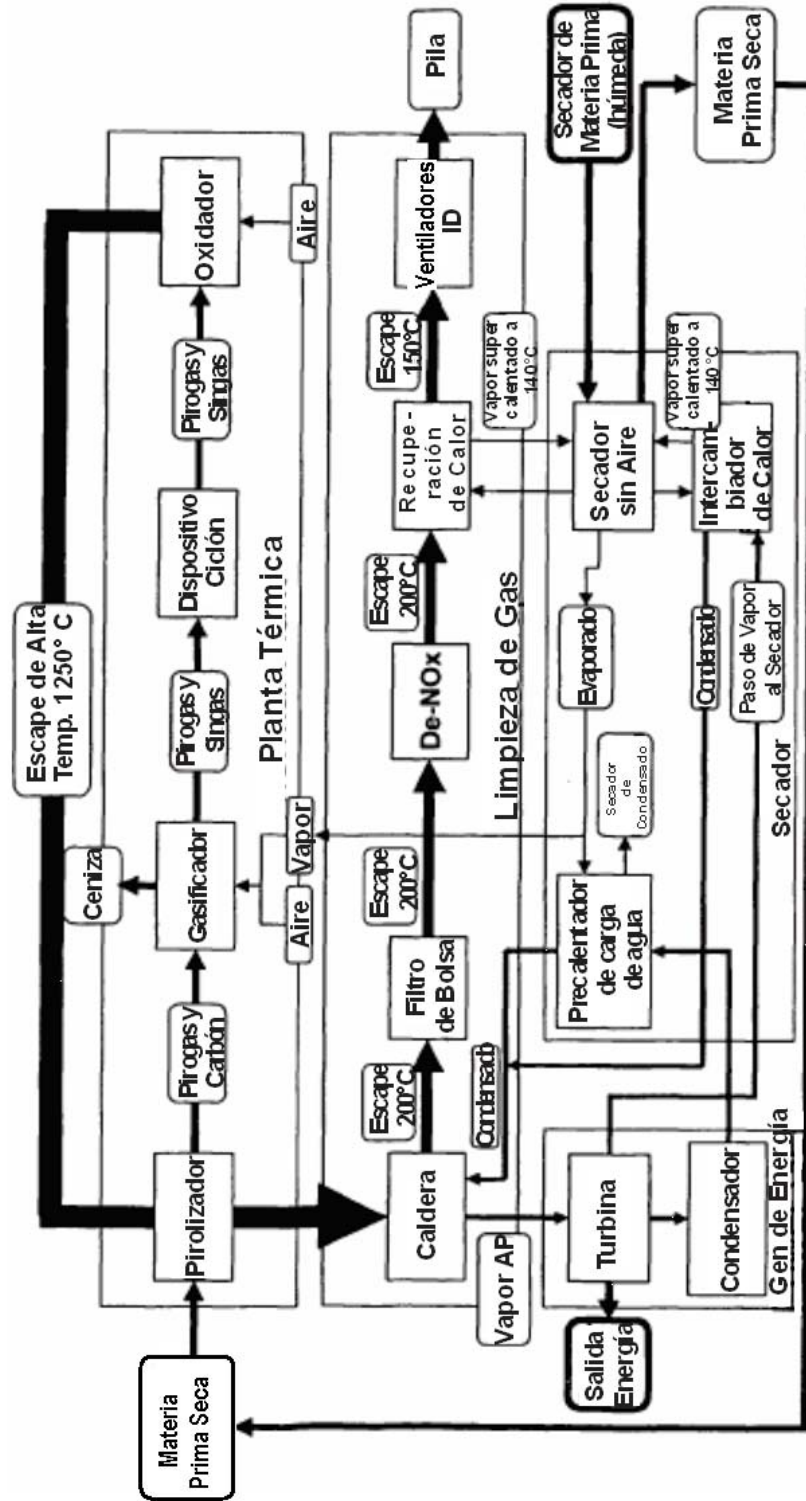 Escape de Alta
Temp. 1250° C
Ceniza
Materia
Prima Seca
Pirolizador
Pirogas y
Carbón
Gasificador
Pirogas y
Singas
Dispositivo
Ciclón
Pirogas y
Singas
Oxidador
Aire
Vapor
Aire
Planta Térmica
Caldera
Escape
200°C
Filtro
de Bolsa
Escape
200°C
De-NOx
Escape
200°C
Recupe-
ración
de Calor
Escape
150°C
Ventiladores
ID
Pila
Vapor AP
Condensado
Limpieza de Gas
Vapor super
calentado a
140°C
Secador de
Materia Prima
(húmeda)
Turbina
Salida
Energía
Condensador
Gen de Energía
Precalentador
de carga
de agua
Secador
de
Condensado
Evaporado
Secador
sin Aire
Vapor super
calentado a
140°C
Intercam-
biador
de Calor
Condensado
Paso de Vapor
al Secador
Secador
Materia
Prima Seca